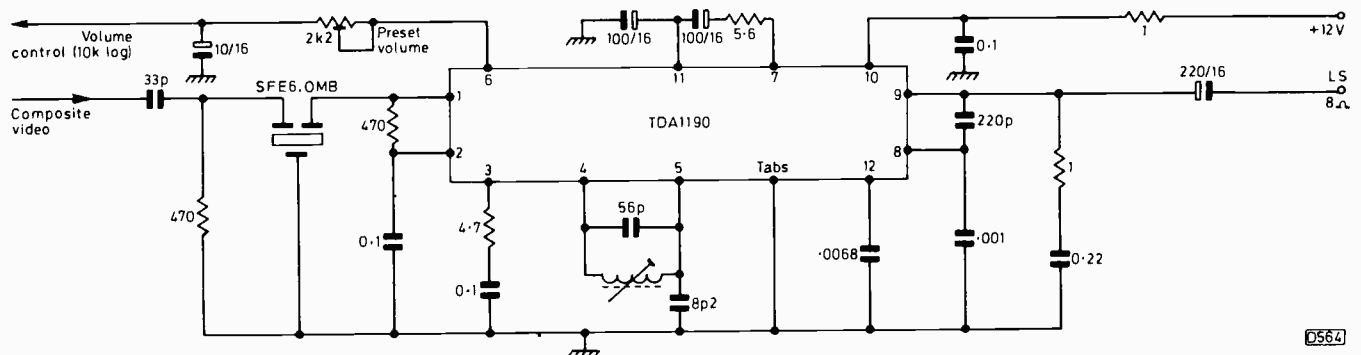 Volume
control (10k log)
10/16
2k2
Preset
volume
100/16
100/16
5·6
0·1
1
+12V
6
11
7
10
33p
SFE6.0MB
Composite
video
470
470
1
2
TDA1190
9
8
220p
220/16
LS
8Ω
3
4
5
Tabs
12
0·1
4·7
0·1
56p
8p2
·0068
·001
1
0·22
D564